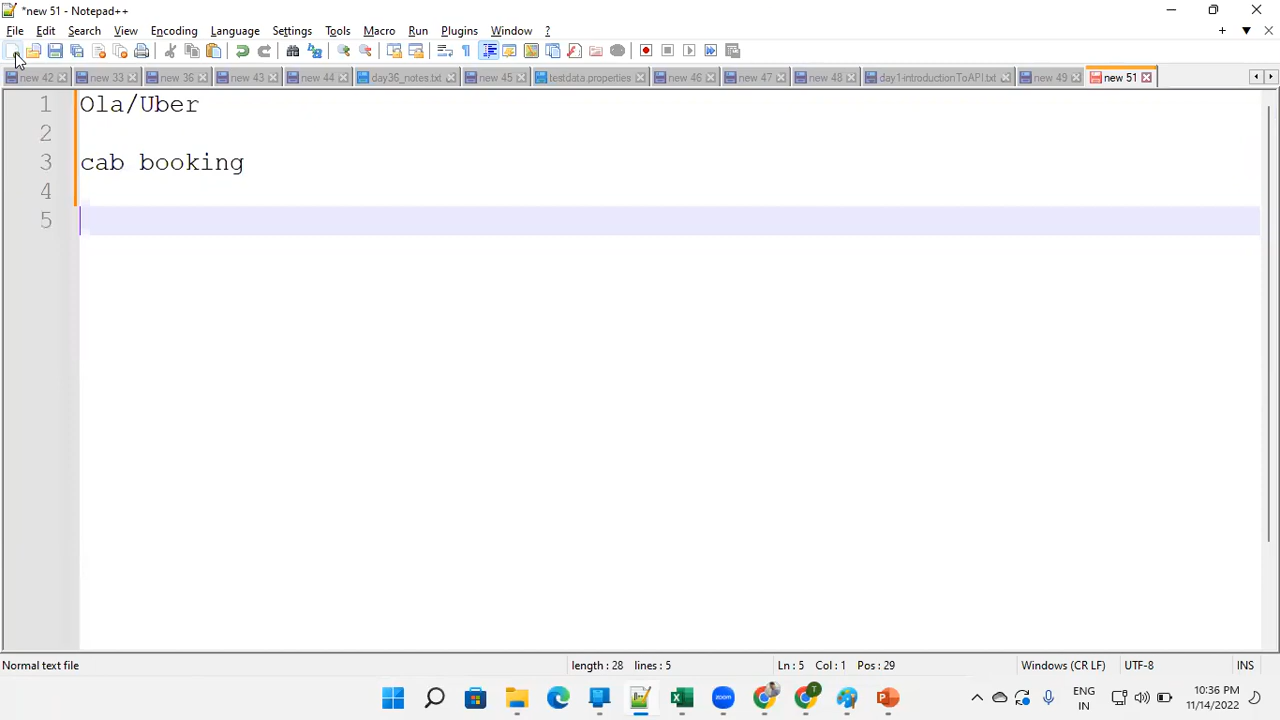 *new 51 - Notepad++
File Edit Search View Encoding Language Settings Tools Macro Run Plugins Window ?
new 42 new 33 new 36 new 43 new 44 day36_notes.txt new 45 testdata.properties new 46 new 47 new 48 day1-introductionToAPI.txt new 49 new 51
1 Ola/Uber
2
3 cab booking
4
5
Normal text file length : 28 lines : 5 Ln : 5 Col : 1 Pos : 29 Windows (CR LF) UTF-8 INS
zoom T ENG IN 10:36 PM 11/14/2022